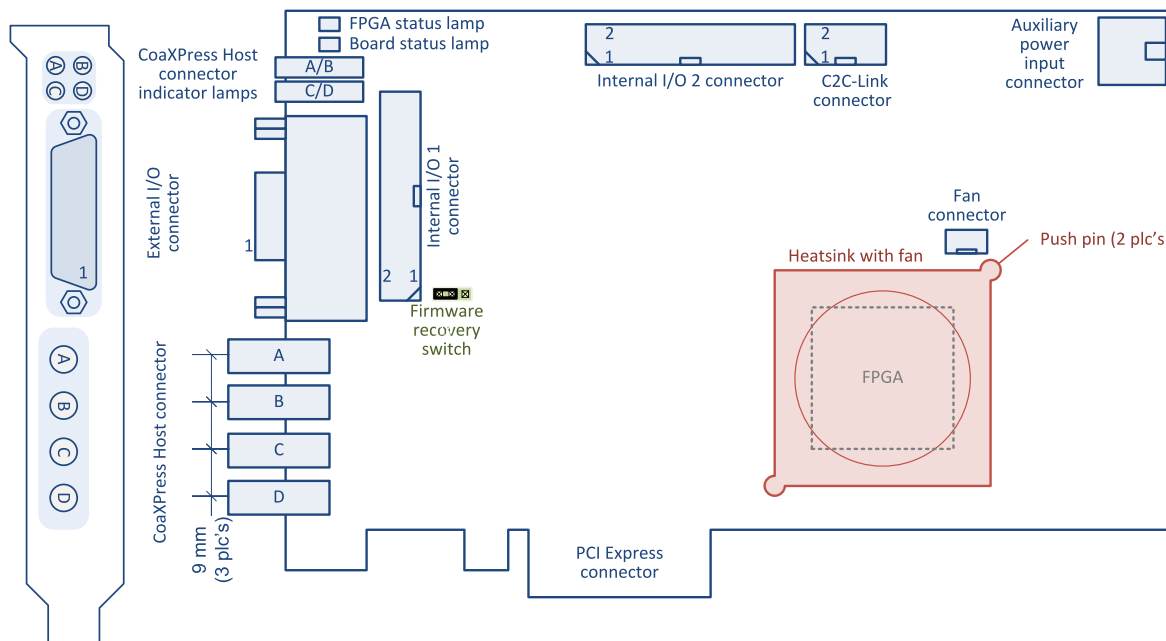 FPGA status lamp
Board status lamp
CoaXPress Host
connector
indicator lamps
A/B
C/D
2
1
Internal I/O 2 connector
2
1
C2C-Link
connector
Auxiliary
power
input
connector
B
A
D
C
1
External I/O
connector
1
Internal I/O 1
connector
2
1
Firmware
recovery
switch
Fan
connector
Push pin (2 plc's
Heatsink with fan
FPGA
A
B
C
D
CoaXPress Host connector
A
B
C
D
9 mm
(3 plc's)
PCI Express
connector